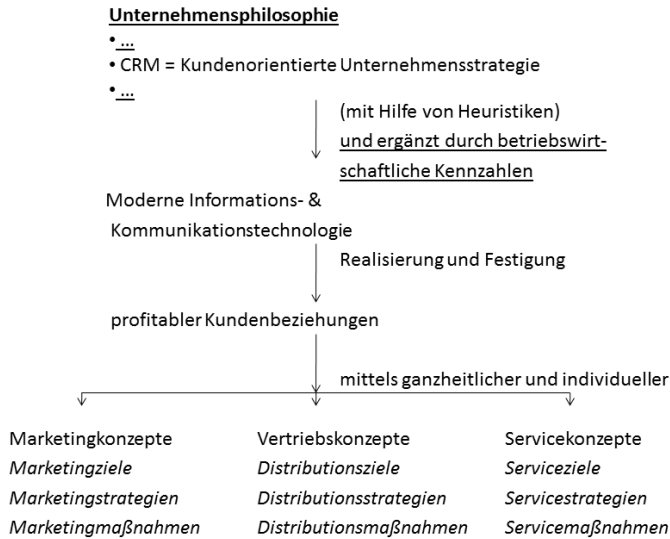 Unternehmensphilosophie
• ...
• CRM = Kundenorientierte Unternehmensstrategie
• ...
(mit Hilfe von Heuristiken)
und ergänzt durch betriebswirt-
schaftliche Kennzahlen
Moderne Informations- &
Kommunikationstechnologie
Realisierung und Festigung
profitabler Kundenbeziehungen
mittels ganzheitlicher und individueller
Marketingkonzepte
Marketingziele
Marketingstrategien
Marketingmaßnahmen
Vertriebskonzepte
Distributionsziele
Distributionsstrategien
Distributionsmaßnahmen
Servicekonzepte
Serviceziele
Servicestrategien
Servicemaßnahmen